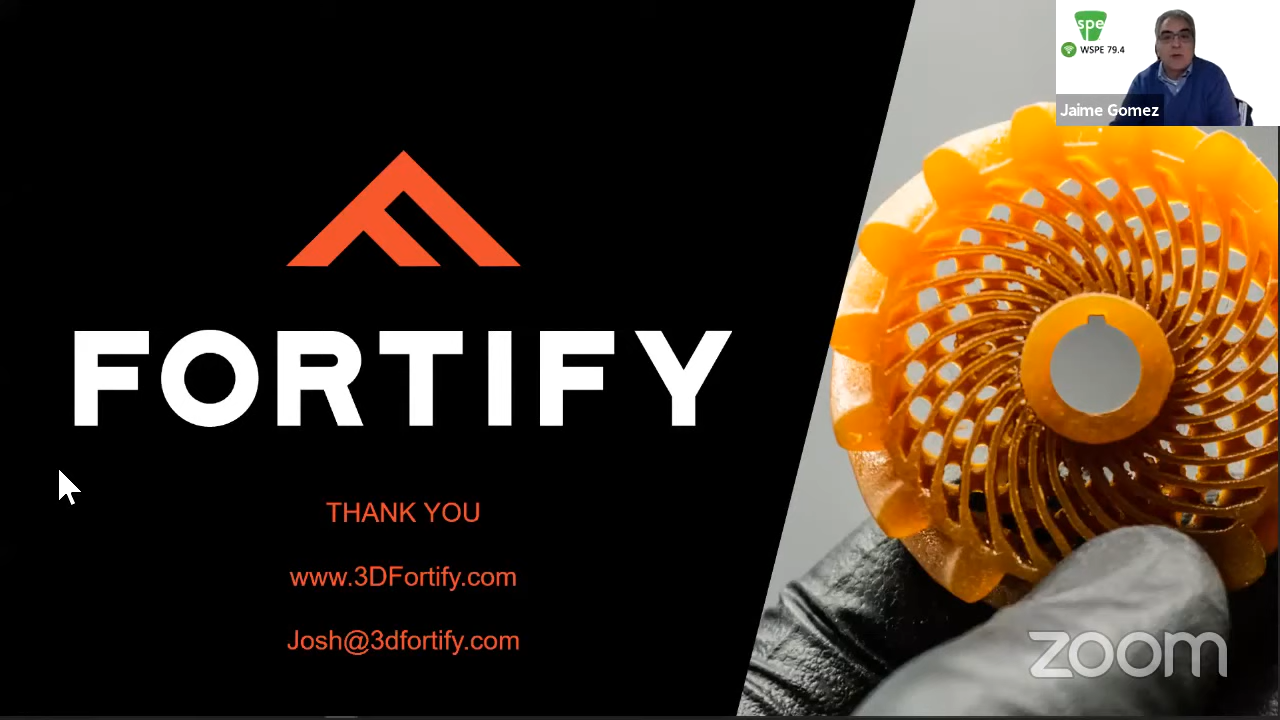 spe
WSPE 79.4
Jaime Gomez
FORTIFY
THANK YOU
www.3DFortify.com
Josh@3dfortify.com
zoom